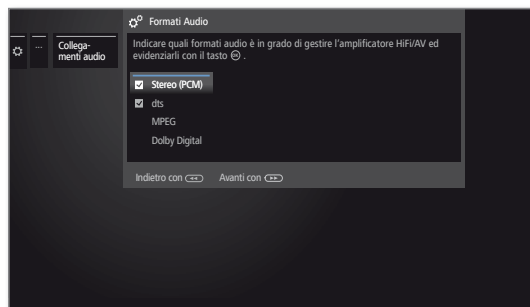 Formati Audio
...
Collega-
menti audio
Indicare quali formati audio è in grado di gestire l'amplificatore HiFi/AV ed
evidenziarli con il tasto OK .
Stereo (PCM)
dts
MPEG
Dolby Digital
Indietro con Avanti con